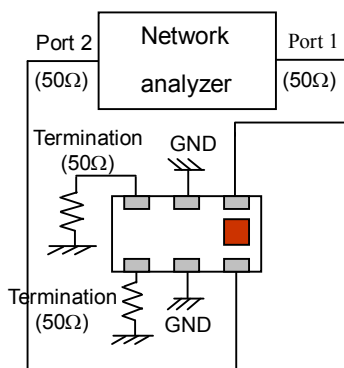 Port 2
Network
analyzer
Port 1
(50Ω)
(50Ω)
Termination
(50Ω)
GND
Termination
(50Ω)
GND